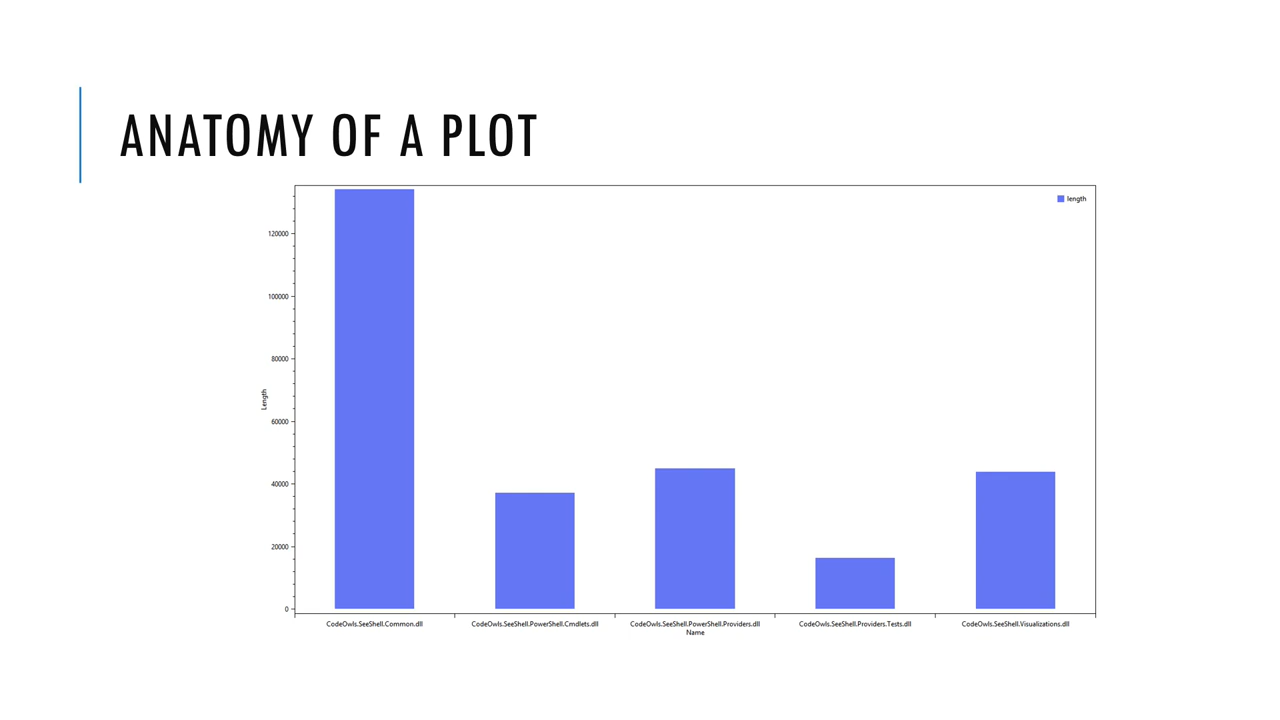 ANATOMY OF A PLOT
length
120000
100000
80000
60000
40000
20000
0
Length
CodeOwls.SeeShell.Common.dll
CodeOwls.SeeShell.PowerShell.Cmdlets.dll
CodeOwls.SeeShell.PowerShell.Providers.dll
CodeOwls.SeeShell.Providers.Tests.dll
CodeOwls.SeeShell.Visualizations.dll
Name